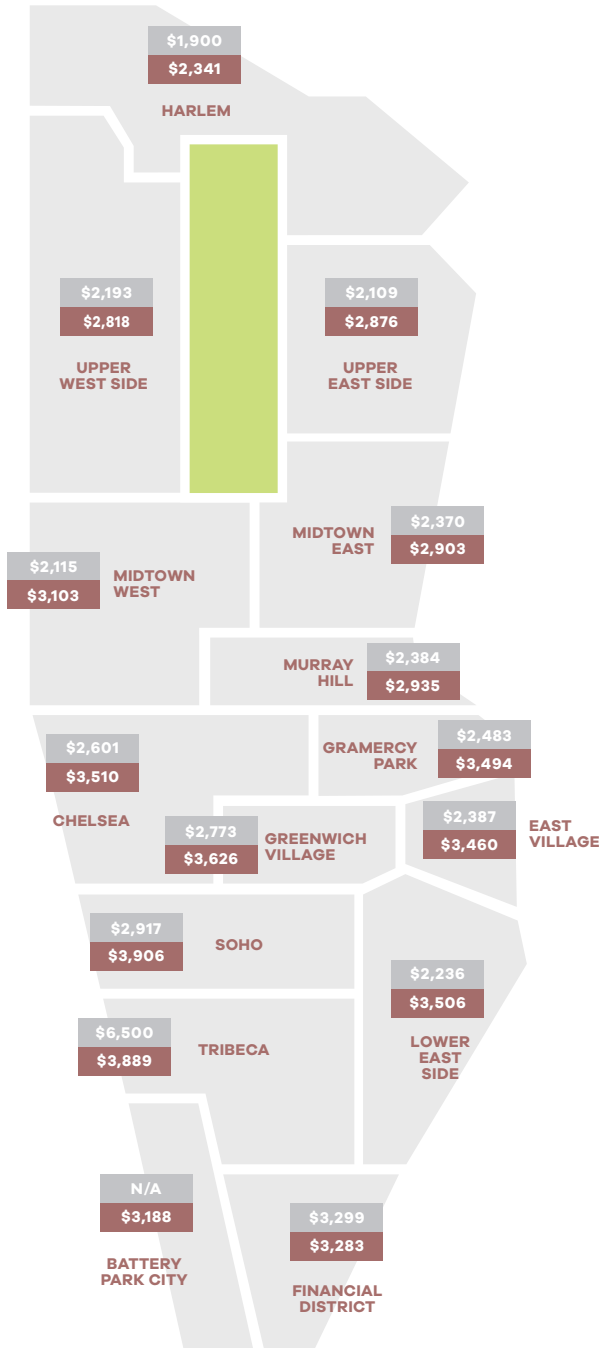 $1,900
$2,341
HARLEM
$2,193
$2,818
UPPER
WEST SIDE
$2,109
$2,876
UPPER
EAST SIDE
$2,370
$2,903
MIDTOWN
EAST
$2,115
$3,103
MIDTOWN
WEST
$2,384
$2,935
MURRAY
HILL
$2,601
$3,510
CHELSEA
$2,483
$3,494
GRAMERCY
PARK
$2,773
$3,626
GREENWICH
VILLAGE
$2,387
$3,460
EAST
VILLAGE
$2,917
$3,906
SOHO
$2,236
$3,506
LOWER
EAST
SIDE
$6,500
$3,889
TRIBECA
N/A
$3,188
BATTERY
PARK CITY
$3,299
$3,283
FINANCIAL
DISTRICT